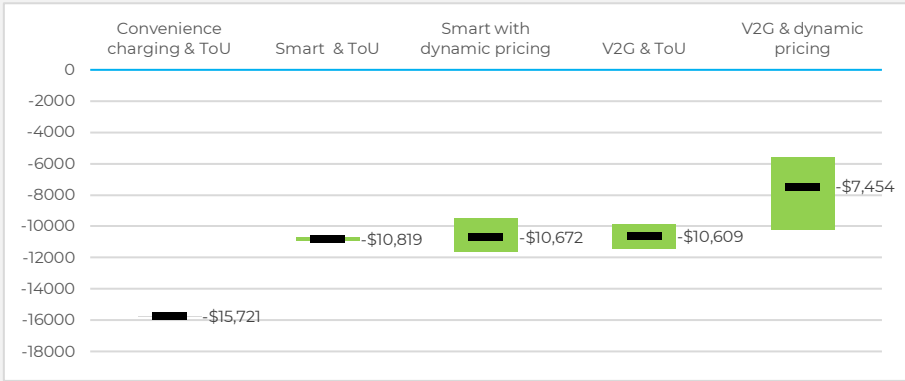 Convenience
charging & ToU
Smart & ToU
Smart with
dynamic pricing
V2G & ToU
V2G & dynamic
pricing
0
-2000
-4000
-6000
-8000
-10000
-12000
-14000
-16000
-18000
-$15,721
-$10,819
-$10,672
-$10,609
-$7,454